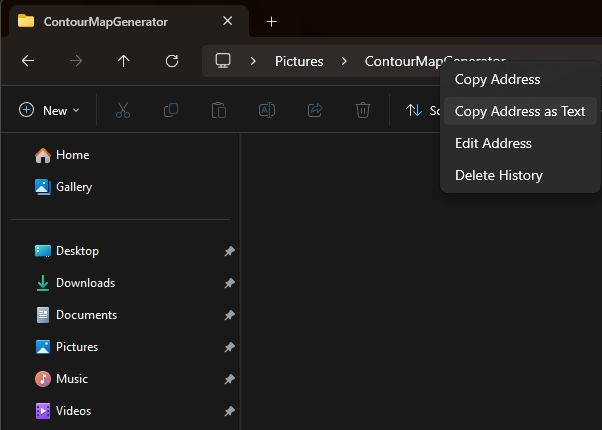 ContourMapGenerator
Pictures
ContourMapGenerator
New
Copy Address
Copy Address as Text
Edit Address
Delete History
Home
Gallery
Desktop
Downloads
Documents
Pictures
Music
Videos